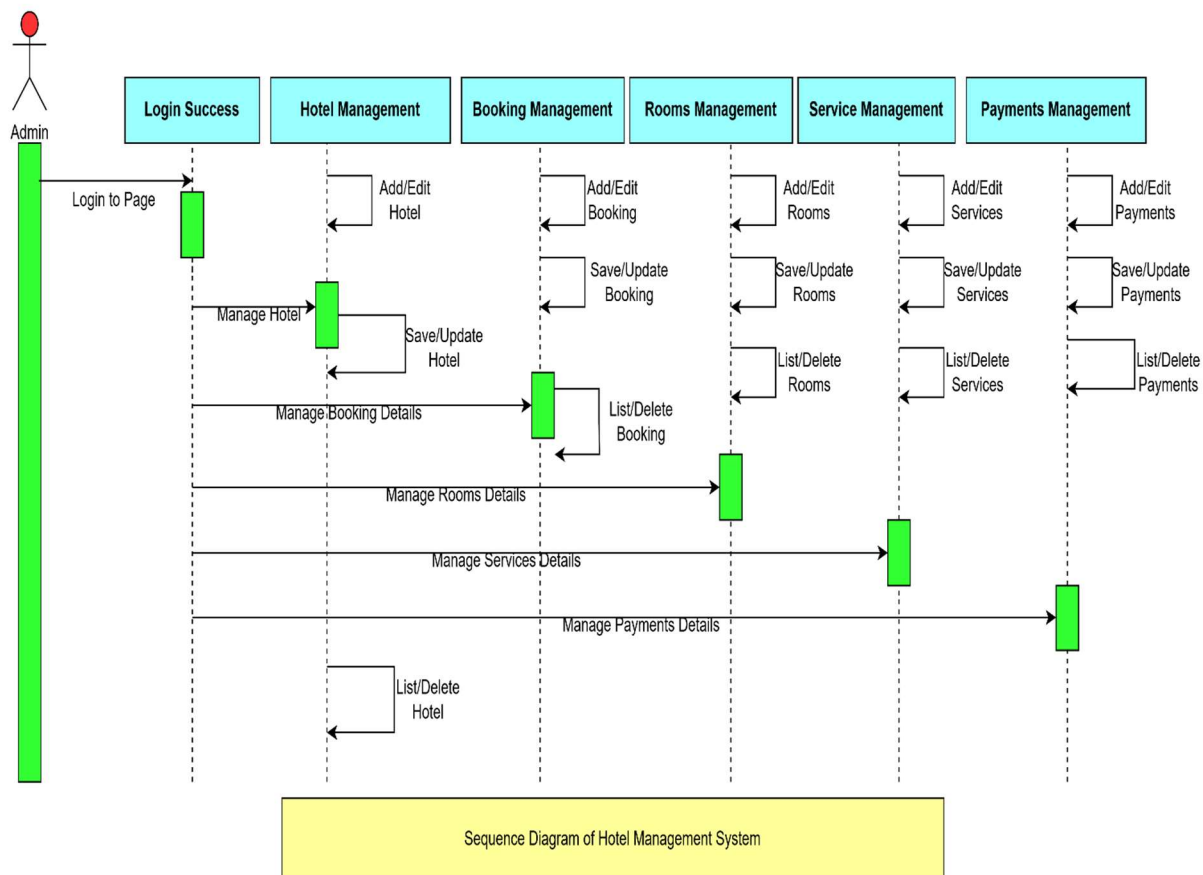 Admin
Login Success
Hotel Management
Booking Management
Rooms Management
Service Management
Payments Management
Login to Page
Add/Edit
Hotel
Add/Edit
Booking
Add/Edit
Rooms
Add/Edit
Services
Add/Edit
Payments
Save/Update
Booking
Save/Update
Rooms
Save/Update
Services
Save/Update
Payments
Manage Hotel
Save/Update
Hotel
List/Delete
Rooms
List/Delete
Services
List/Delete
Payments
Manage Booking Details
List/Delete
Booking
Manage Rooms Details
Manage Services Details
Manage Payments Details
List/Delete
Hotel
Sequence Diagram of Hotel Management System